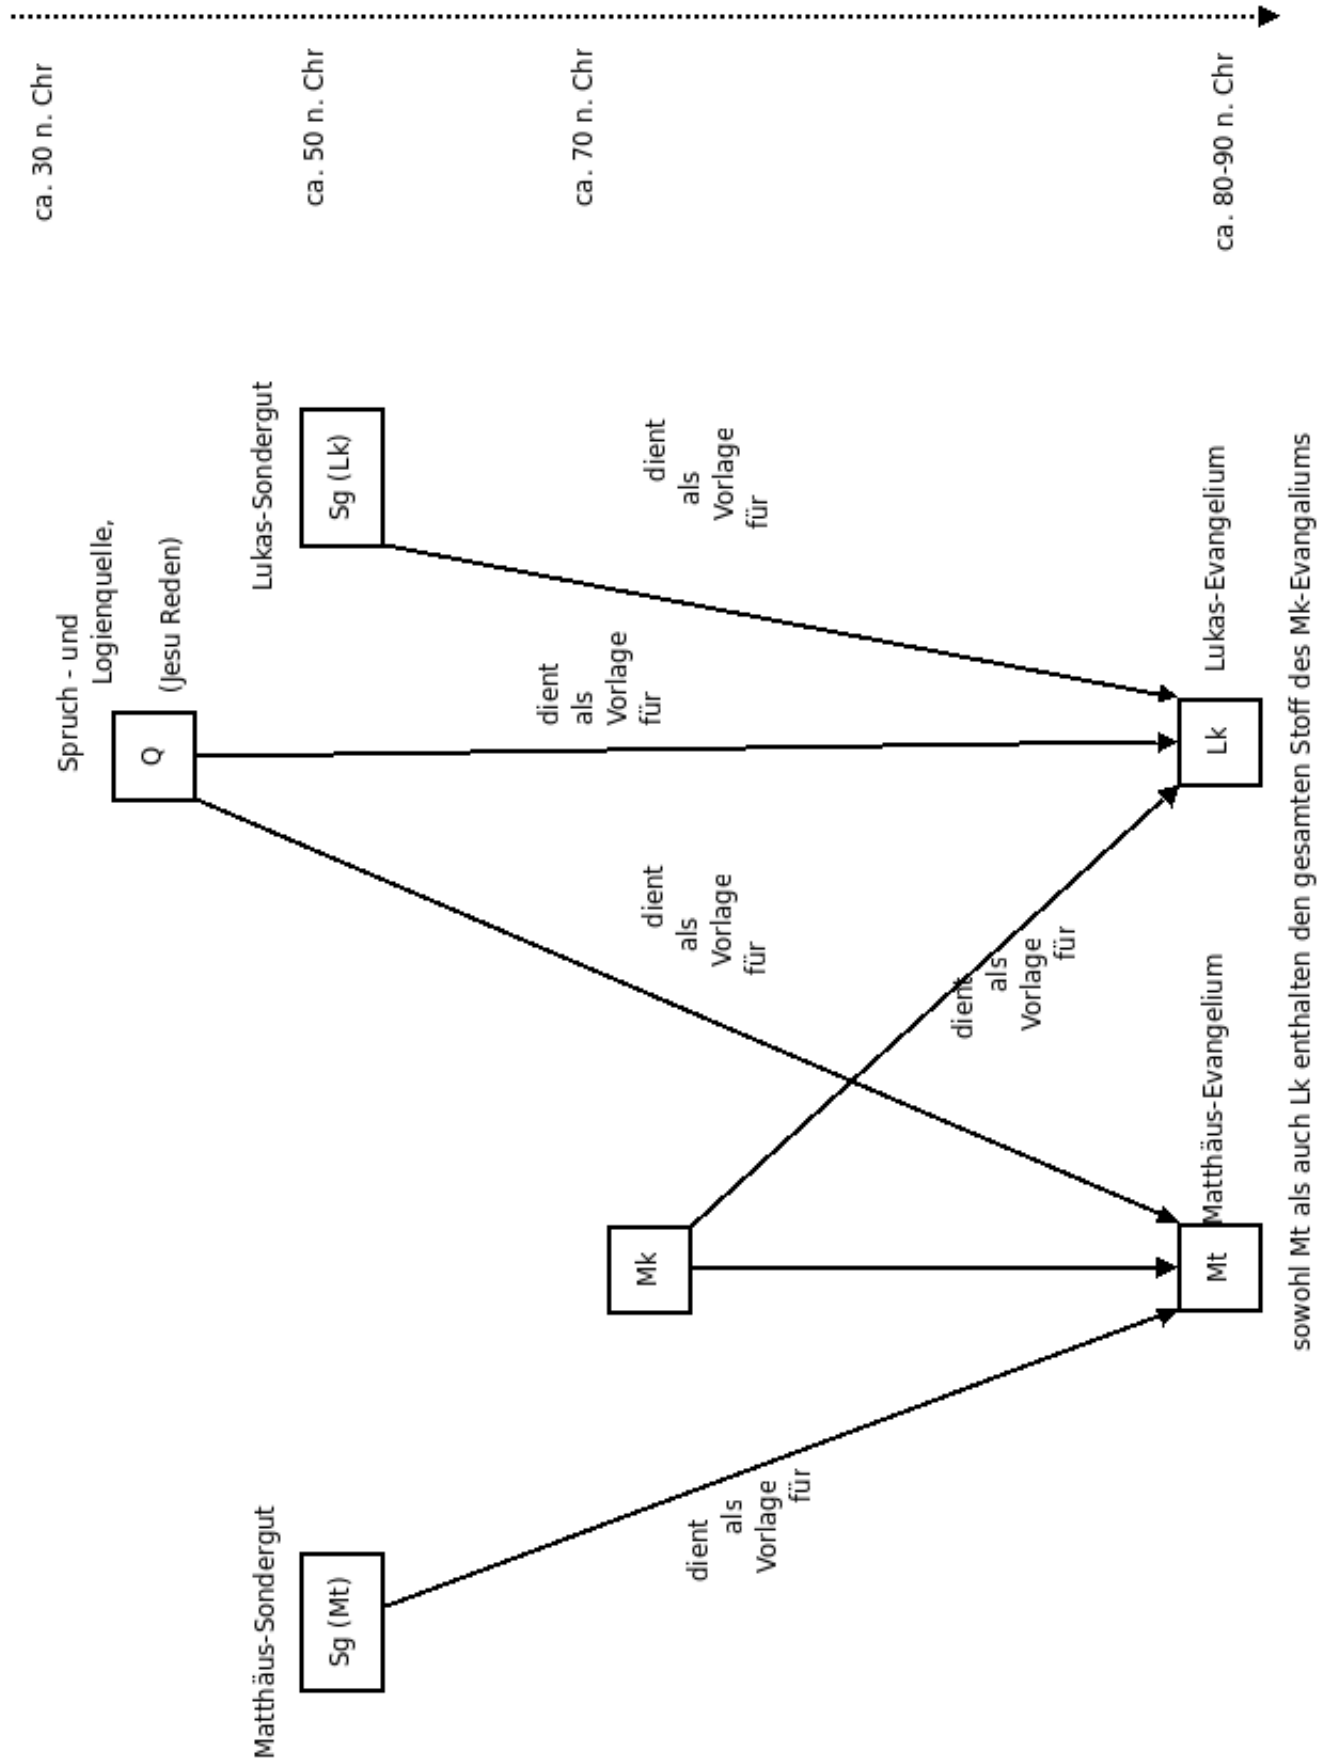 ca. 30 n. Chr
Spruch - und
Logienquelle,
(Jesu Reden)
Q
Matthäus-Sondergut
Lukas-Sondergut
ca. 50 n. Chr
Sg (Mt)
Sg (Lk)
ca. 70 n. Chr
dient
als
Vorlage
für
Mk
dient
als
Vorlage
für
dient
als
Vorlage
für
dient
als
Vorlage
für
dient
als
Vorlage
für
Matthäus-Evangelium
Lukas-Evangelium
Mt
Lk
ca. 80-90 n. Chr
sowohl Mt als auch Lk enthalten den gesamten Stoff des Mk-Evangaliums